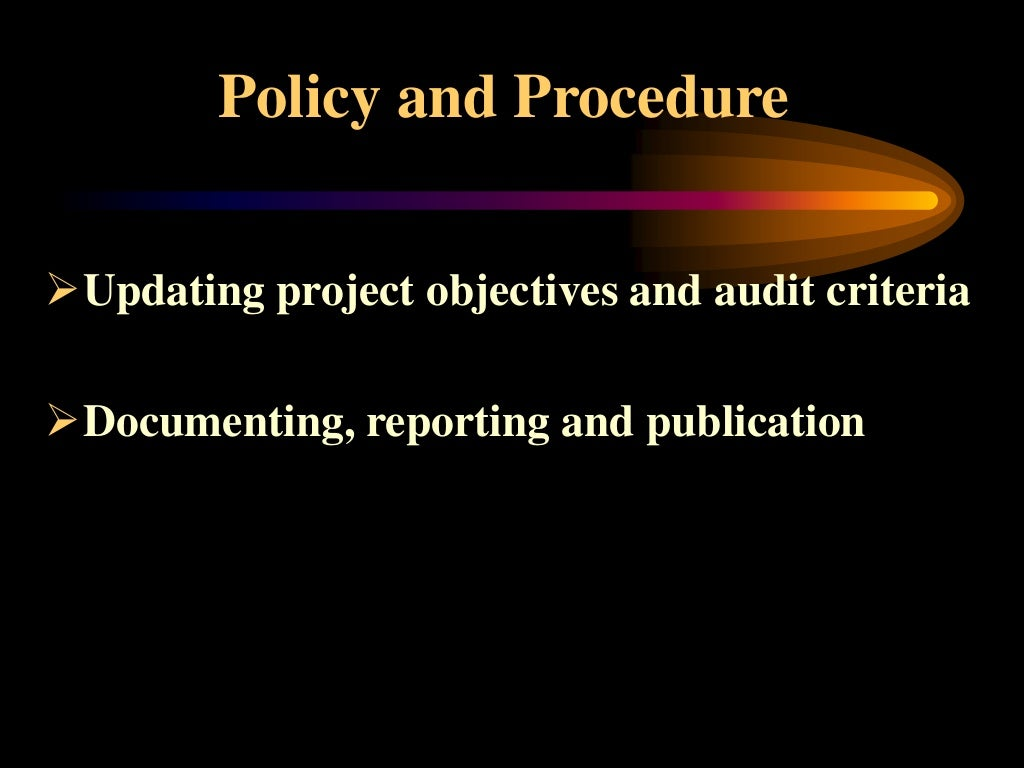 Policy and Procedure
➢Updating project objectives and audit criteria
➢Documenting, reporting and publication